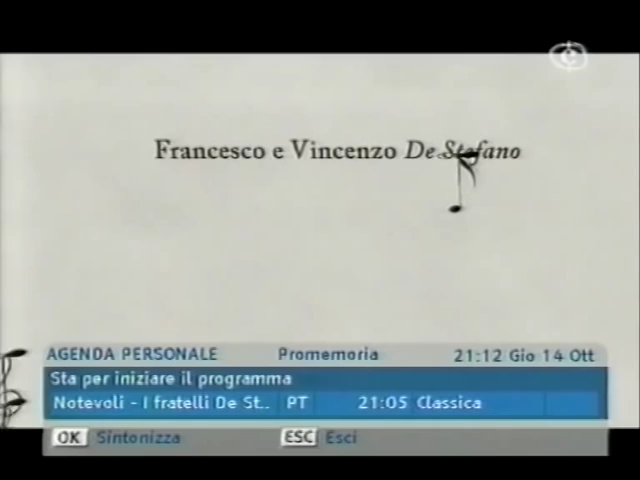 Francesco e Vincenzo De Stefano
AGENDA PERSONALE Promemoria 21:12 Gio 14 Ott
Sta per iniziare il programma
Notevoli - I fratelli De St.. PT 21:05 Classica
OK Sintonizza ESC Esci